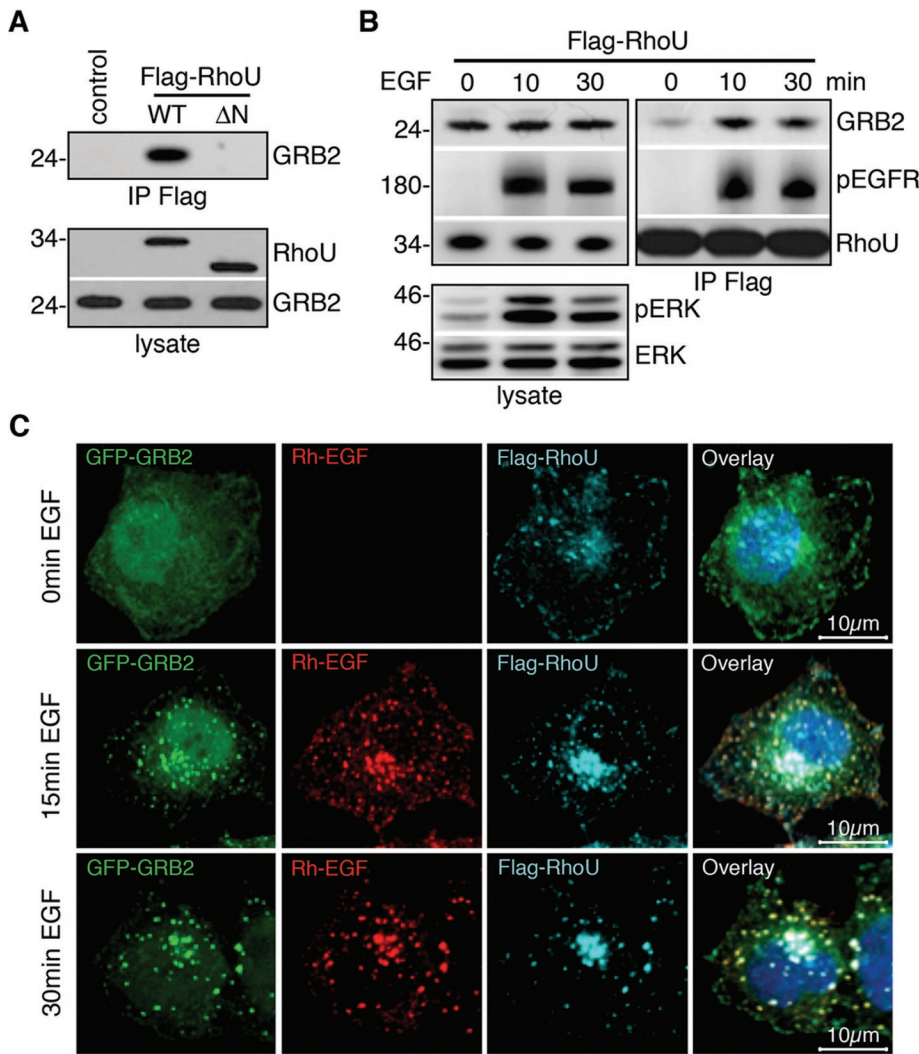 A
control
Flag-RhoU
WT ΔN
24- GRB2
IP Flag
34- RhoU
24- GRB2
lysate
B
Flag-RhoU
EGF 0 10 30 0 10 30 min
24- GRB2
180- pEGFR
34- RhoU
IP Flag
46- pERK
46- ERK
lysate
C
0min EGF
GFP-GRB2 Rh-EGF Flag-RhoU Overlay
10µm
15min EGF
GFP-GRB2 Rh-EGF Flag-RhoU Overlay
10µm
30min EGF
GFP-GRB2 Rh-EGF Flag-RhoU Overlay
10µm